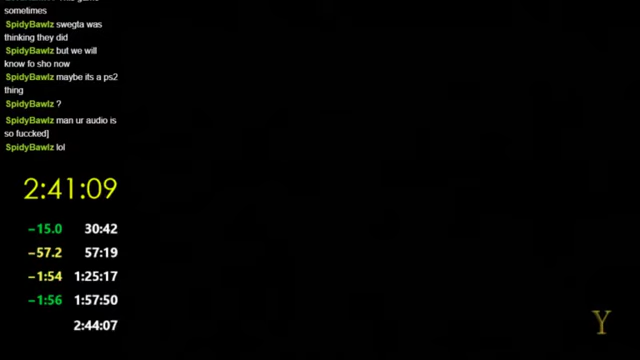 sometimes
SpidyBawlz swegta was
thinking they did
SpidyBawlz but we will
know fo sho now
SpidyBawlz maybe its a ps2
thing
SpidyBawlz ?
SpidyBawlz man ur audio is
so fuccked]
SpidyBawlz lol
2:41:09
−15.0 30:42
−57.2 57:19
−1:54 1:25:17
−1:56 1:57:50
2:44:07
Y